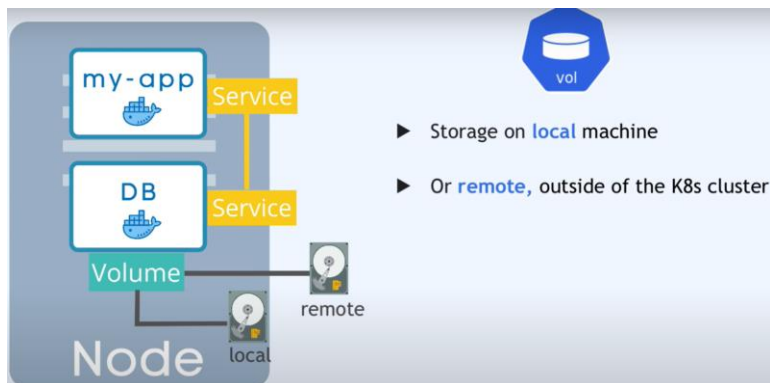 my-app
Service
DB
Service
Volume
remote
local
Node
vol
► Storage on local machine
► Or remote, outside of the K8s cluster